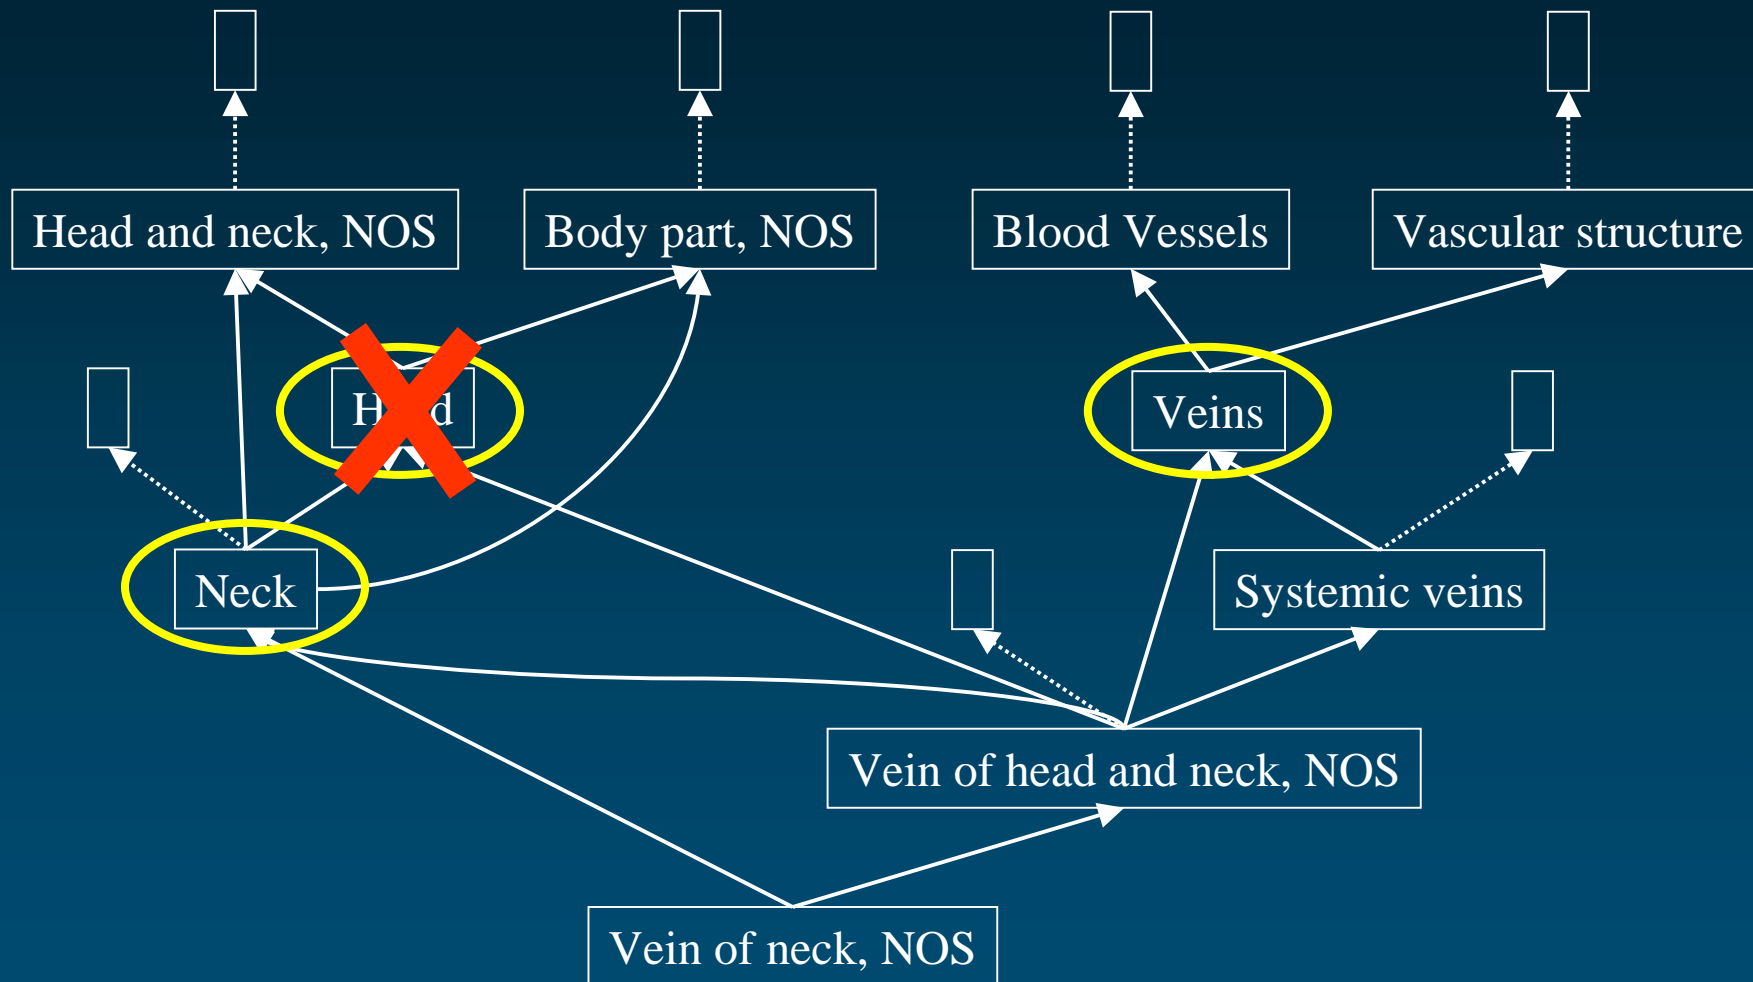 Head and neck, NOS
Body part, NOS
Blood Vessels
Vascular structure
Veins
Neck
Systemic veins
Vein of head and neck, NOS
Vein of neck, NOS